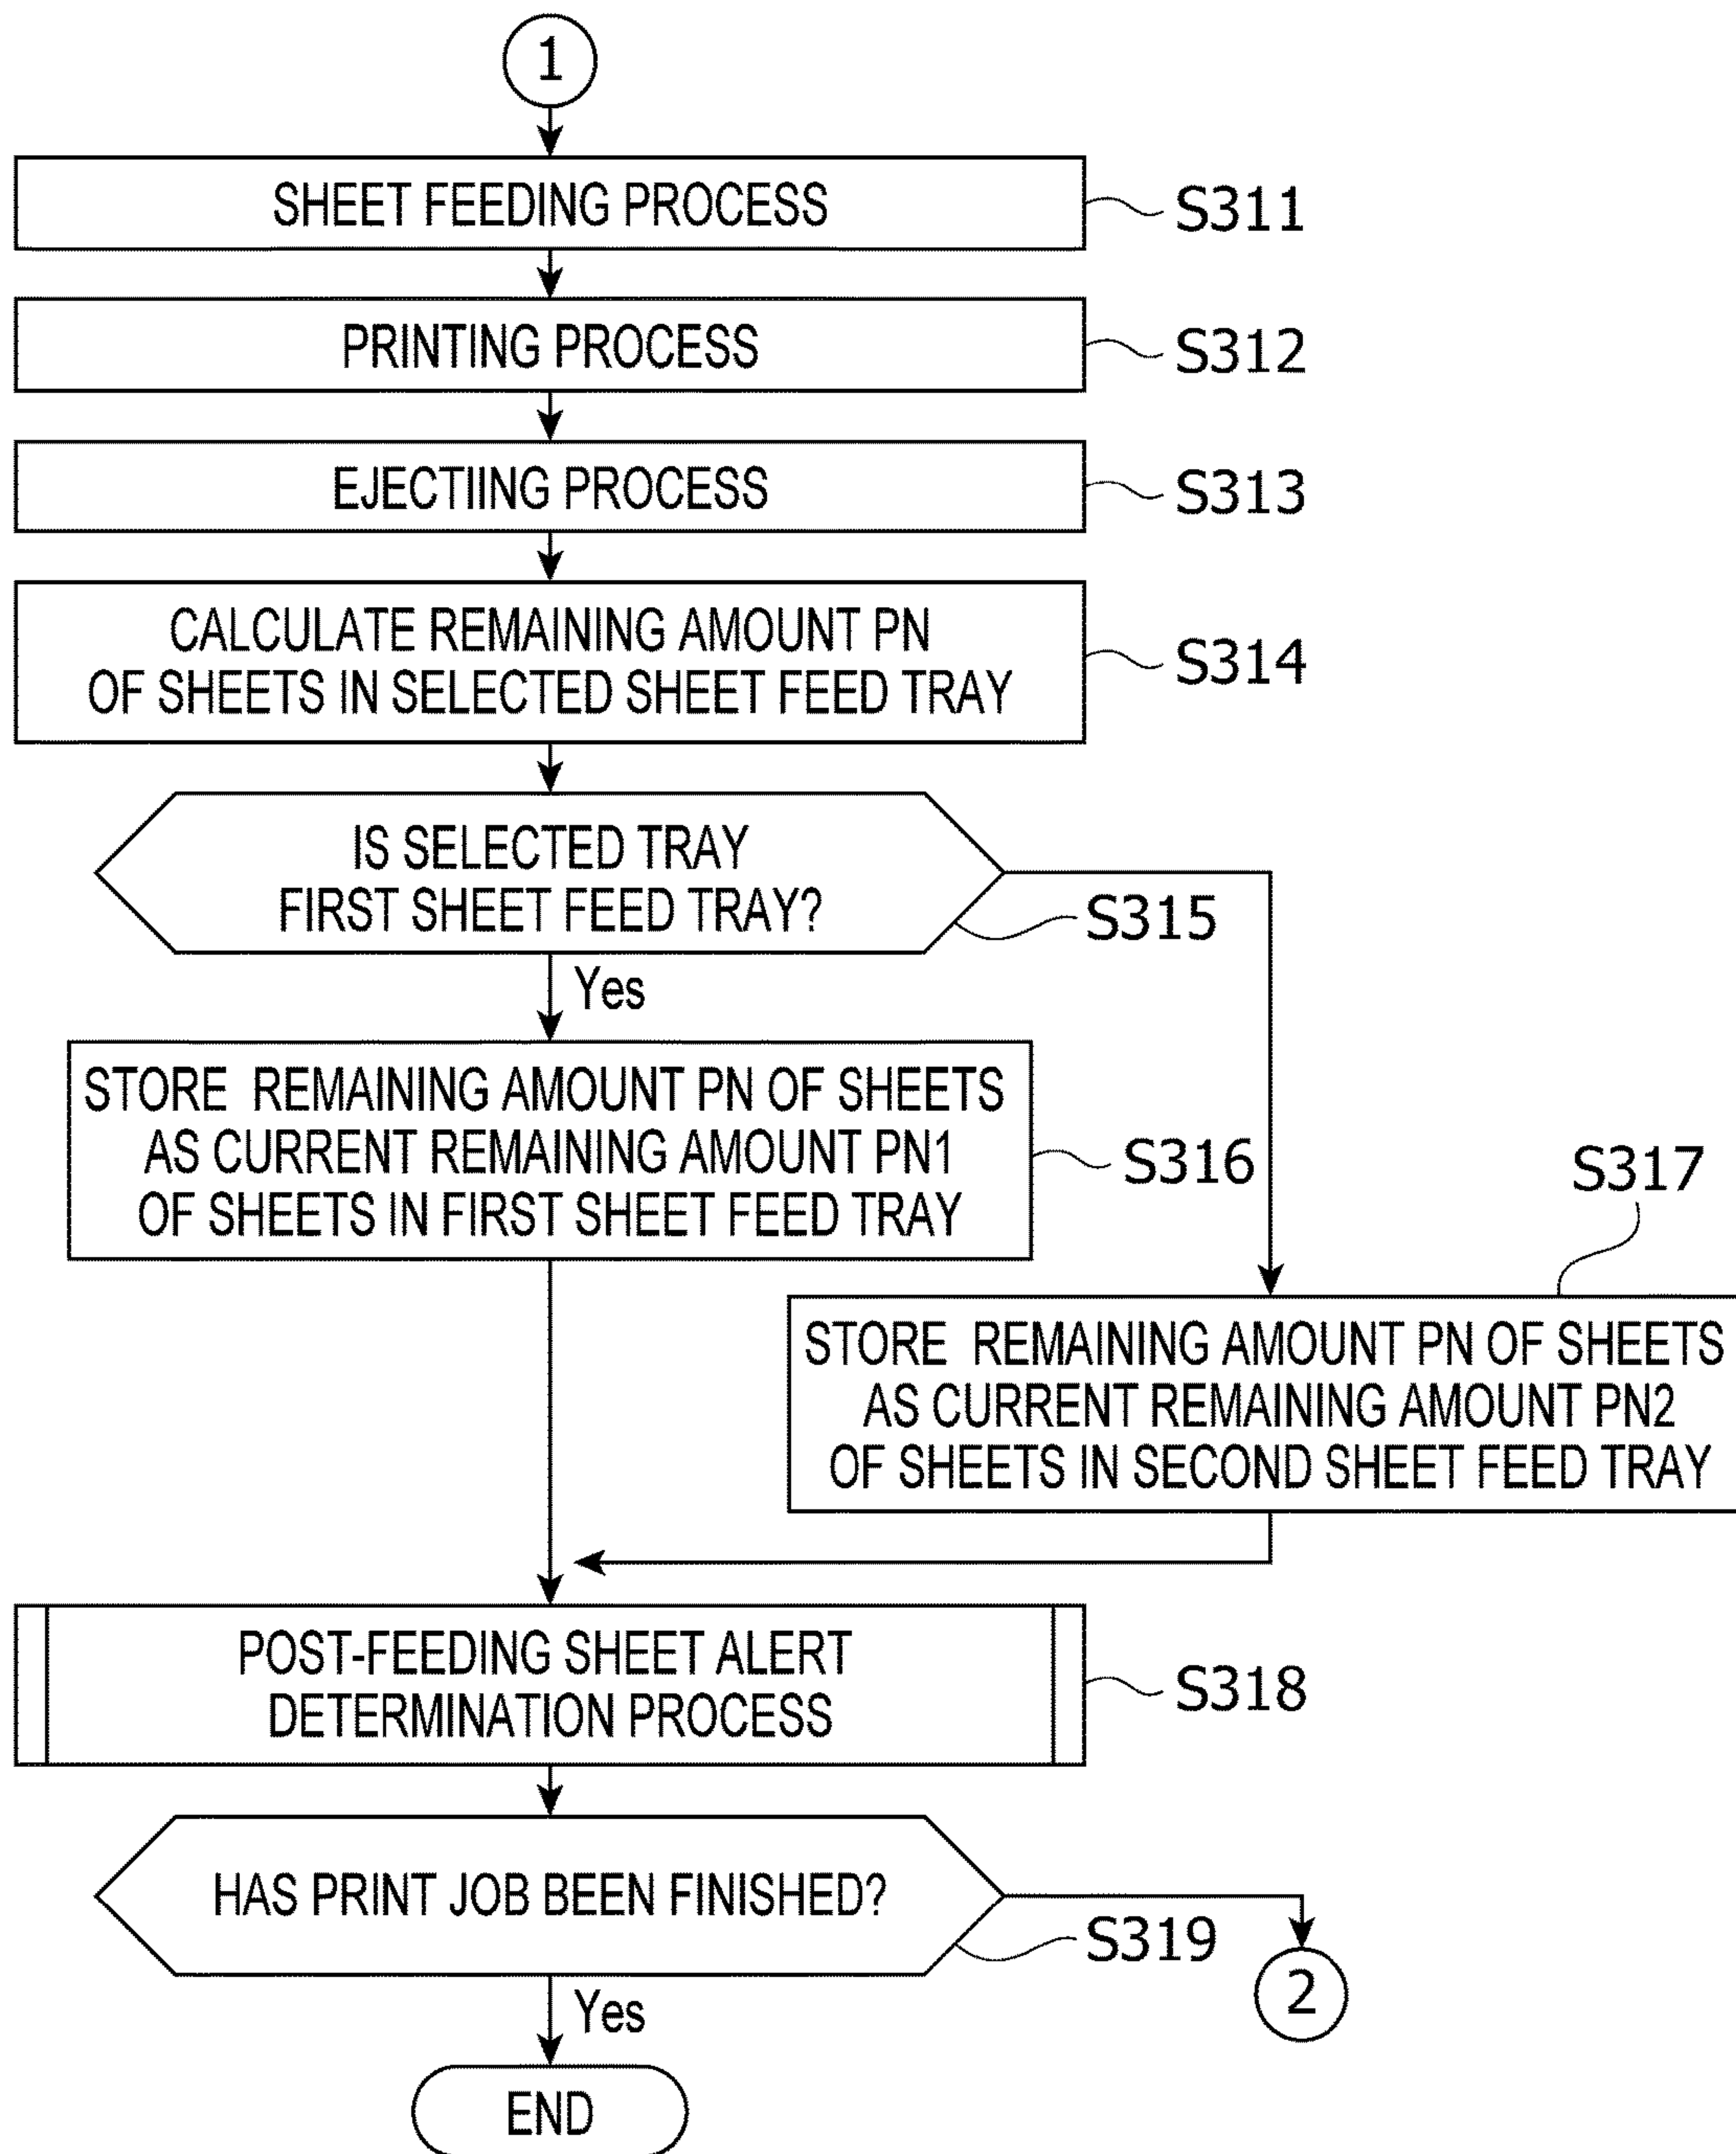 1
SHEET FEEDING PROCESS
S311
PRINTING PROCESS
S312
EJECTIING PROCESS
S313
CALCULATE REMAINING AMOUNT PN
OF SHEETS IN SELECTED SHEET FEED TRAY
S314
IS SELECTED TRAY
FIRST SHEET FEED TRAY?
S315
Yes
STORE REMAINING AMOUNT PN OF SHEETS
AS CURRENT REMAINING AMOUNT PN1
OF SHEETS IN FIRST SHEET FEED TRAY
S316
S317
STORE REMAINING AMOUNT PN OF SHEETS
AS CURRENT REMAINING AMOUNT PN2
OF SHEETS IN SECOND SHEET FEED TRAY
POST-FEEDING SHEET ALERT
DETERMINATION PROCESS
S318
HAS PRINT JOB BEEN FINISHED?
S319
2
Yes
END